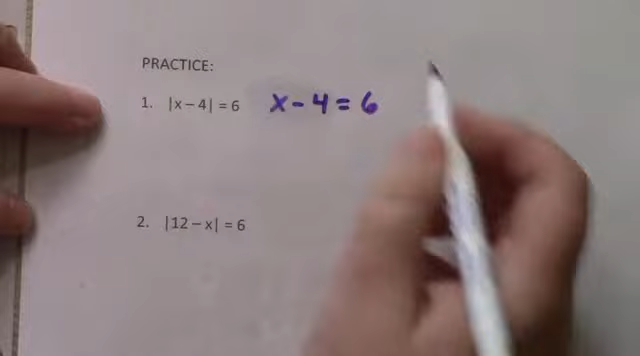 PRACTICE:
1. |x – 4| = 6 x - 4 = 6
2. |12 – x| = 6